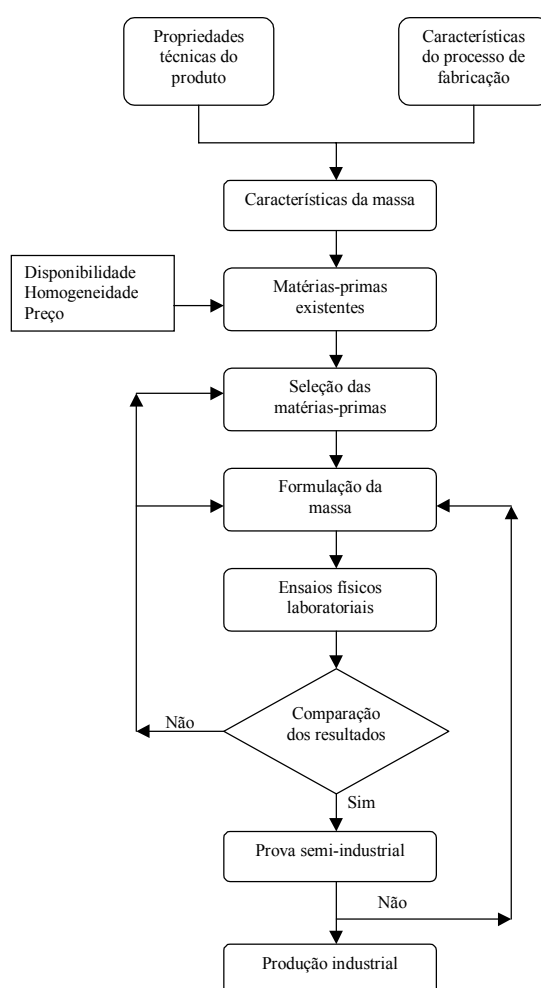 Propriedades
técnicas do
produto
Características
do processo de
fabricação
Características da massa
Disponibilidade
Homogeneidade
Preço
Matérias-primas
existentes
Seleção das
matérias-primas
Formulação da
massa
Ensaios físicos
laboratoriais
Comparação
dos resultados
Não
Sim
Prova semi-industrial
Não
Produção industrial